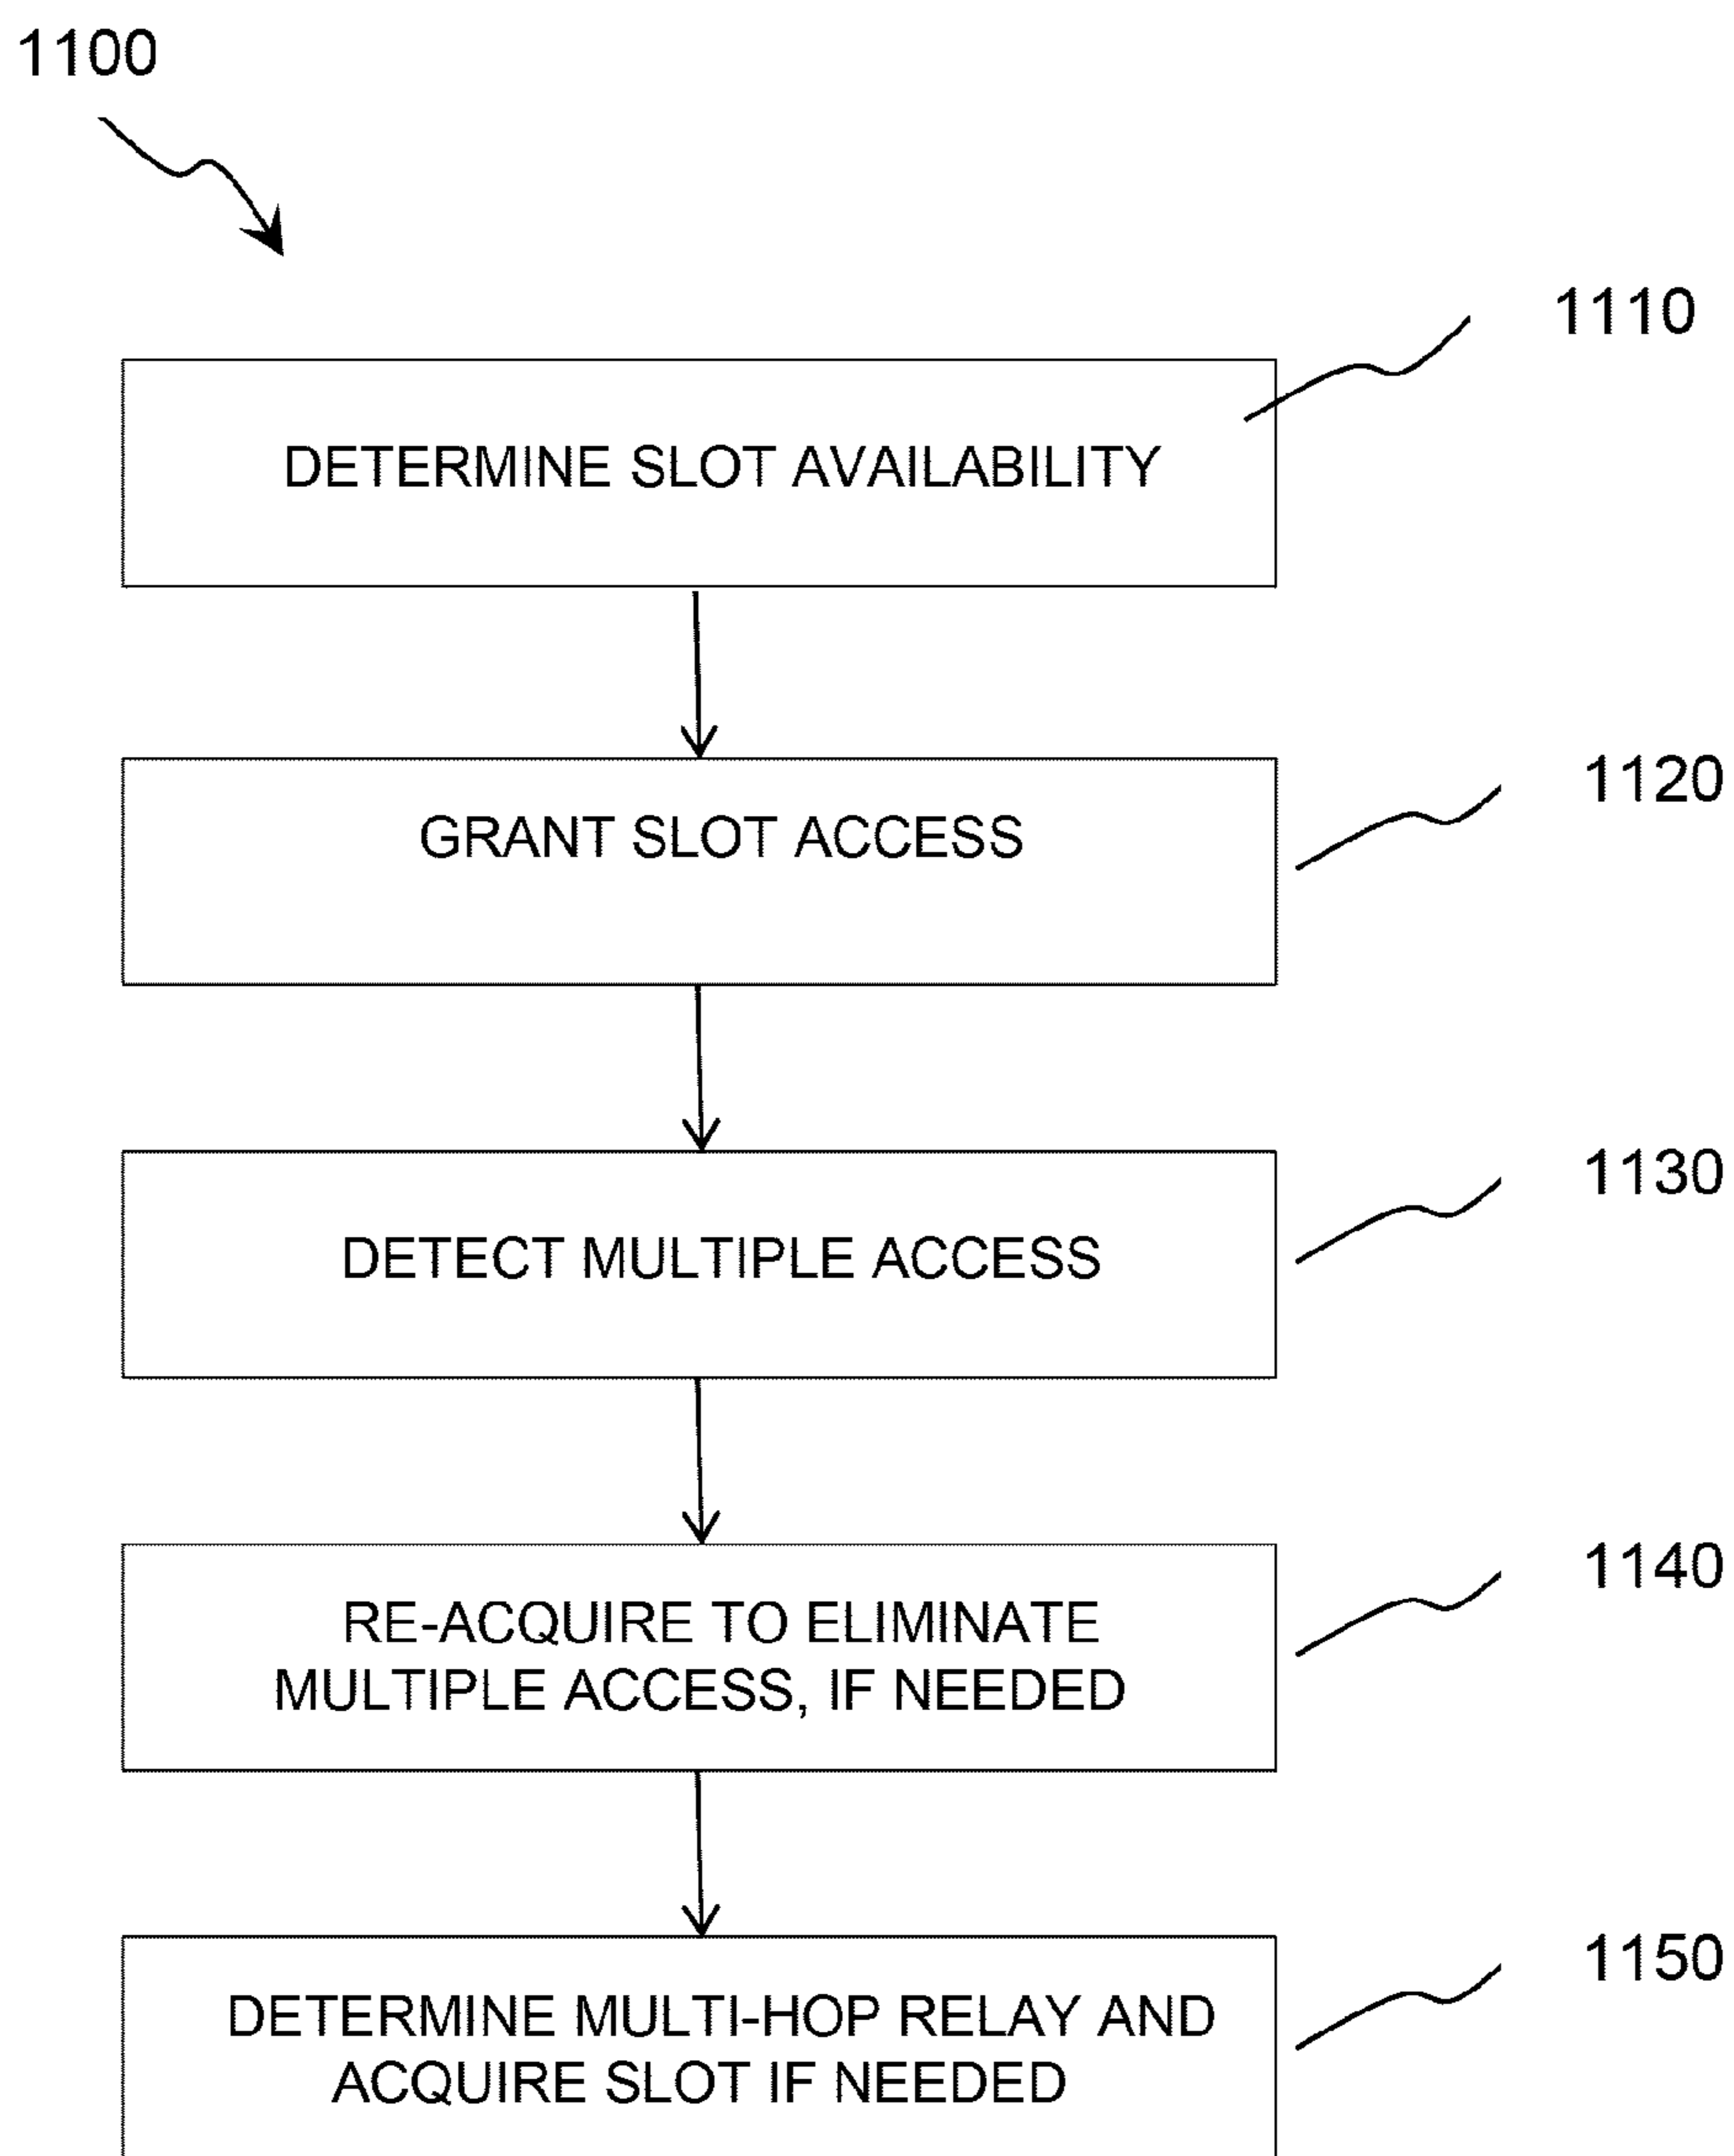 1100
1110
DETERMINE SLOT AVAILABILITY
1120
GRANT SLOT ACCESS
1130
DETECT MULTIPLE ACCESS
1140
RE-ACQUIRE TO ELIMINATE
MULTIPLE ACCESS, IF NEEDED
1150
DETERMINE MULTI-HOP RELAY AND
ACQUIRE SLOT IF NEEDED